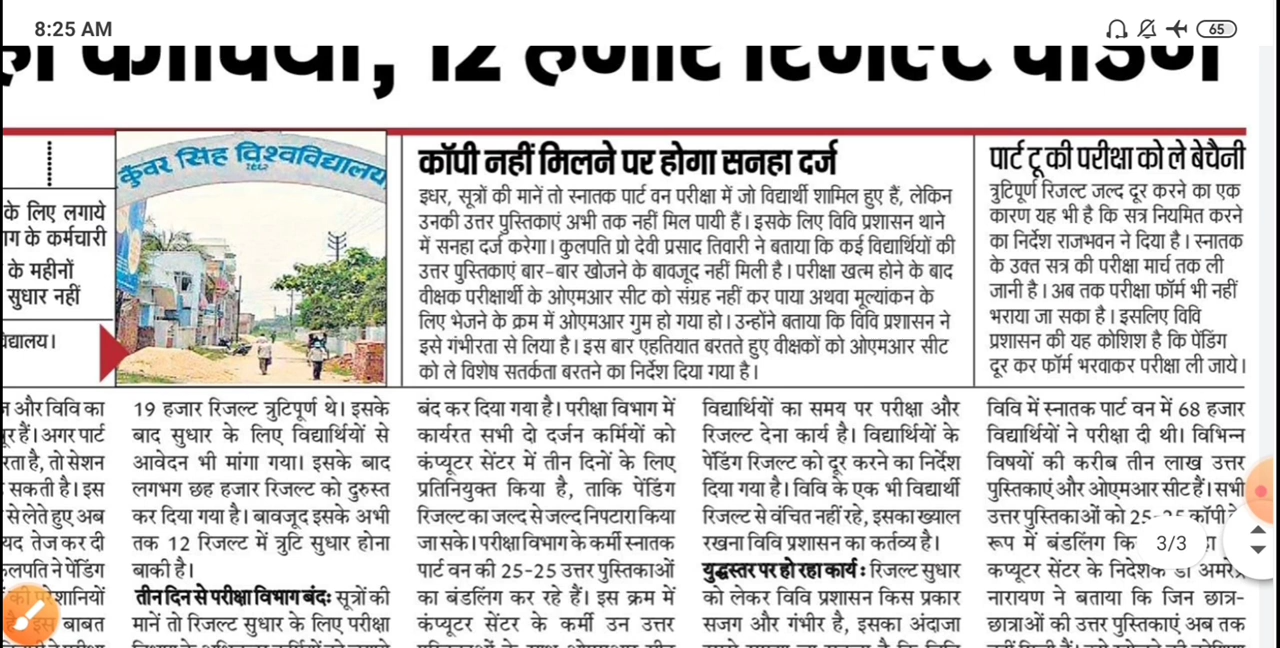 8:25 AM
65
कॉपियां, 12 हजार रिजल्ट पेंडिंग
के लिए लगाये
के कर्मचारी
के महीनों
सुधार नहीं
कुँवर सिंह विश्वविद्यालय
कॉपी नहीं मिलने पर होगा सनहा दर्ज
इधर, सूत्रों की मानें तो स्नातक पार्ट वन परीक्षा में जो विद्यार्थी शामिल हुए हैं, लेकिन
उनकी उत्तर पुस्तिकाएं अभी तक नहीं मिल पायी हैं। इसके लिए विवि प्रशासन थाने
में सनहा दर्ज करेगा। कुलपति प्रो देवी प्रसाद तिवारी ने बताया कि कई विद्यार्थियों की
उत्तर पुस्तिकाएं बार-बार खोजने के बावजूद नहीं मिली है। परीक्षा खत्म होने के बाद
वीक्षक परीक्षार्थी के ओएमआर सीट को संग्रह नहीं कर पाया अथवा मूल्यांकन के
लिए भेजने के क्रम में ओएमआर गुम हो गया हो। उन्होंने बताया कि विवि प्रशासन ने
इसे गंभीरता से लिया है। इस बार एहतियात बरतते हुए वीक्षकों को ओएमआर सीट
को ले विशेष सतर्कता बरतने का निर्देश दिया गया है।
पार्ट टू की परीक्षा को ले बेचैनी
त्रुटिपूर्ण रिजल्ट जल्द दूर करने का एक
कारण यह भी है कि सत्र नियमित करने
का निर्देश राजभवन ने दिया है। स्नातक
के उक्त सत्र की परीक्षा मार्च तक ली
जानी है। अब तक परीक्षा फॉर्म भी नहीं
भराया जा सका है। इसलिए विवि
प्रशासन की यह कोशिश है कि पेंडिंग
दूर कर फॉर्म भरवाकर परीक्षा ली जाये।
और विवि का
हैं। अगर पार्ट
है, तो सेशन
सकती है। इस
से लेते हुए अब
तेज कर दी
ने पेंडिंग
बाबत
19 हजार रिजल्ट त्रुटिपूर्ण थे। इसके
बाद सुधार के लिए विद्यार्थियों से
आवेदन भी मांगा गया। इसके बाद
लगभग छह हजार रिजल्ट को दुरुस्त
कर दिया गया है। बावजूद इसके अभी
तक 12 रिजल्ट में त्रुटि सुधार होना
बाकी है।
तीन दिन से परीक्षा विभाग बंदः सूत्रों की
मानें तो रिजल्ट सुधार के लिए परीक्षा
बंद कर दिया गया है। परीक्षा विभाग में
कार्यरत सभी दो दर्जन कर्मियों को
कंप्यूटर सेंटर में तीन दिनों के लिए
प्रतिनियुक्त किया है, ताकि पेंडिंग
रिजल्ट का जल्द से जल्द निपटारा किया
जा सके। परीक्षा विभाग के कर्मी स्नातक
पार्ट वन की 25-25 उत्तर पुस्तिकाओं
का बंडलिंग कर रहे हैं। इस क्रम में
कंप्यूटर सेंटर के कर्मी उन उत्तर
विद्यार्थियों का समय पर परीक्षा और
रिजल्ट देना कार्य है। विद्यार्थियों के
पेंडिंग रिजल्ट को दूर करने का निर्देश
दिया गया है। विवि के एक भी विद्यार्थी
रिजल्ट से वंचित नहीं रहे, इसका ख्याल
रखना विवि प्रशासन का कर्तव्य है।
युद्धस्तर पर हो रहा कार्य : रिजल्ट सुधार
को लेकर विवि प्रशासन किस प्रकार
सजग और गंभीर है, इसका अंदाजा
विवि में स्नातक पार्ट वन में 68 हजार
विद्यार्थियों ने परीक्षा दी थी। विभिन्न
विषयों की करीब तीन लाख उत्तर
पुस्तिकाएं और ओएमआर सीट हैं। सभी
उत्तर पुस्तिकाओं को 25-25 कॉपी
रूप में बंडलिंग
कप्यूटर सेंटर के निदेशक डॉ अमरेन्द्र
नारायण ने बताया कि जिन छात्र-
छात्राओं की उत्तर पुस्तिकाएं अब तक
3/3